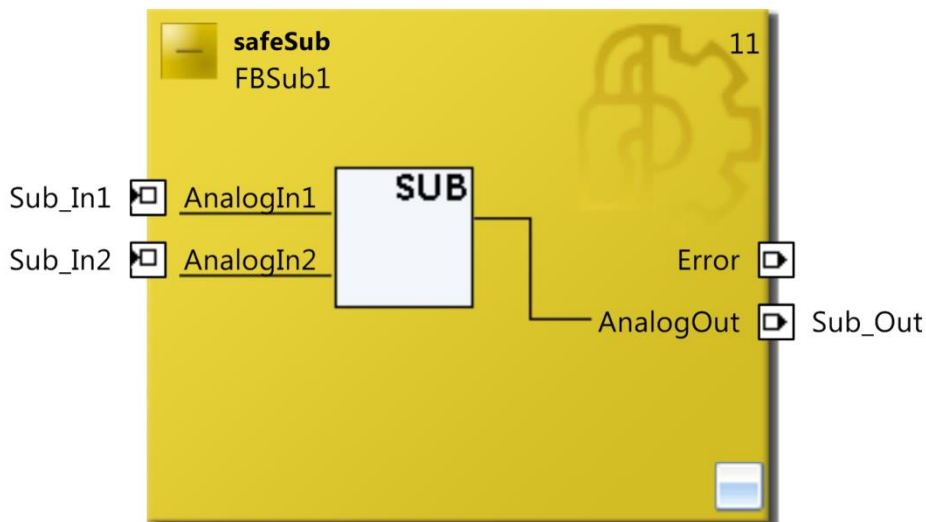 safeSub 11
FBSub1
Sub_In1 AnalogIn1 SUB
Sub_In2 AnalogIn2 Error
AnalogOut Sub_Out